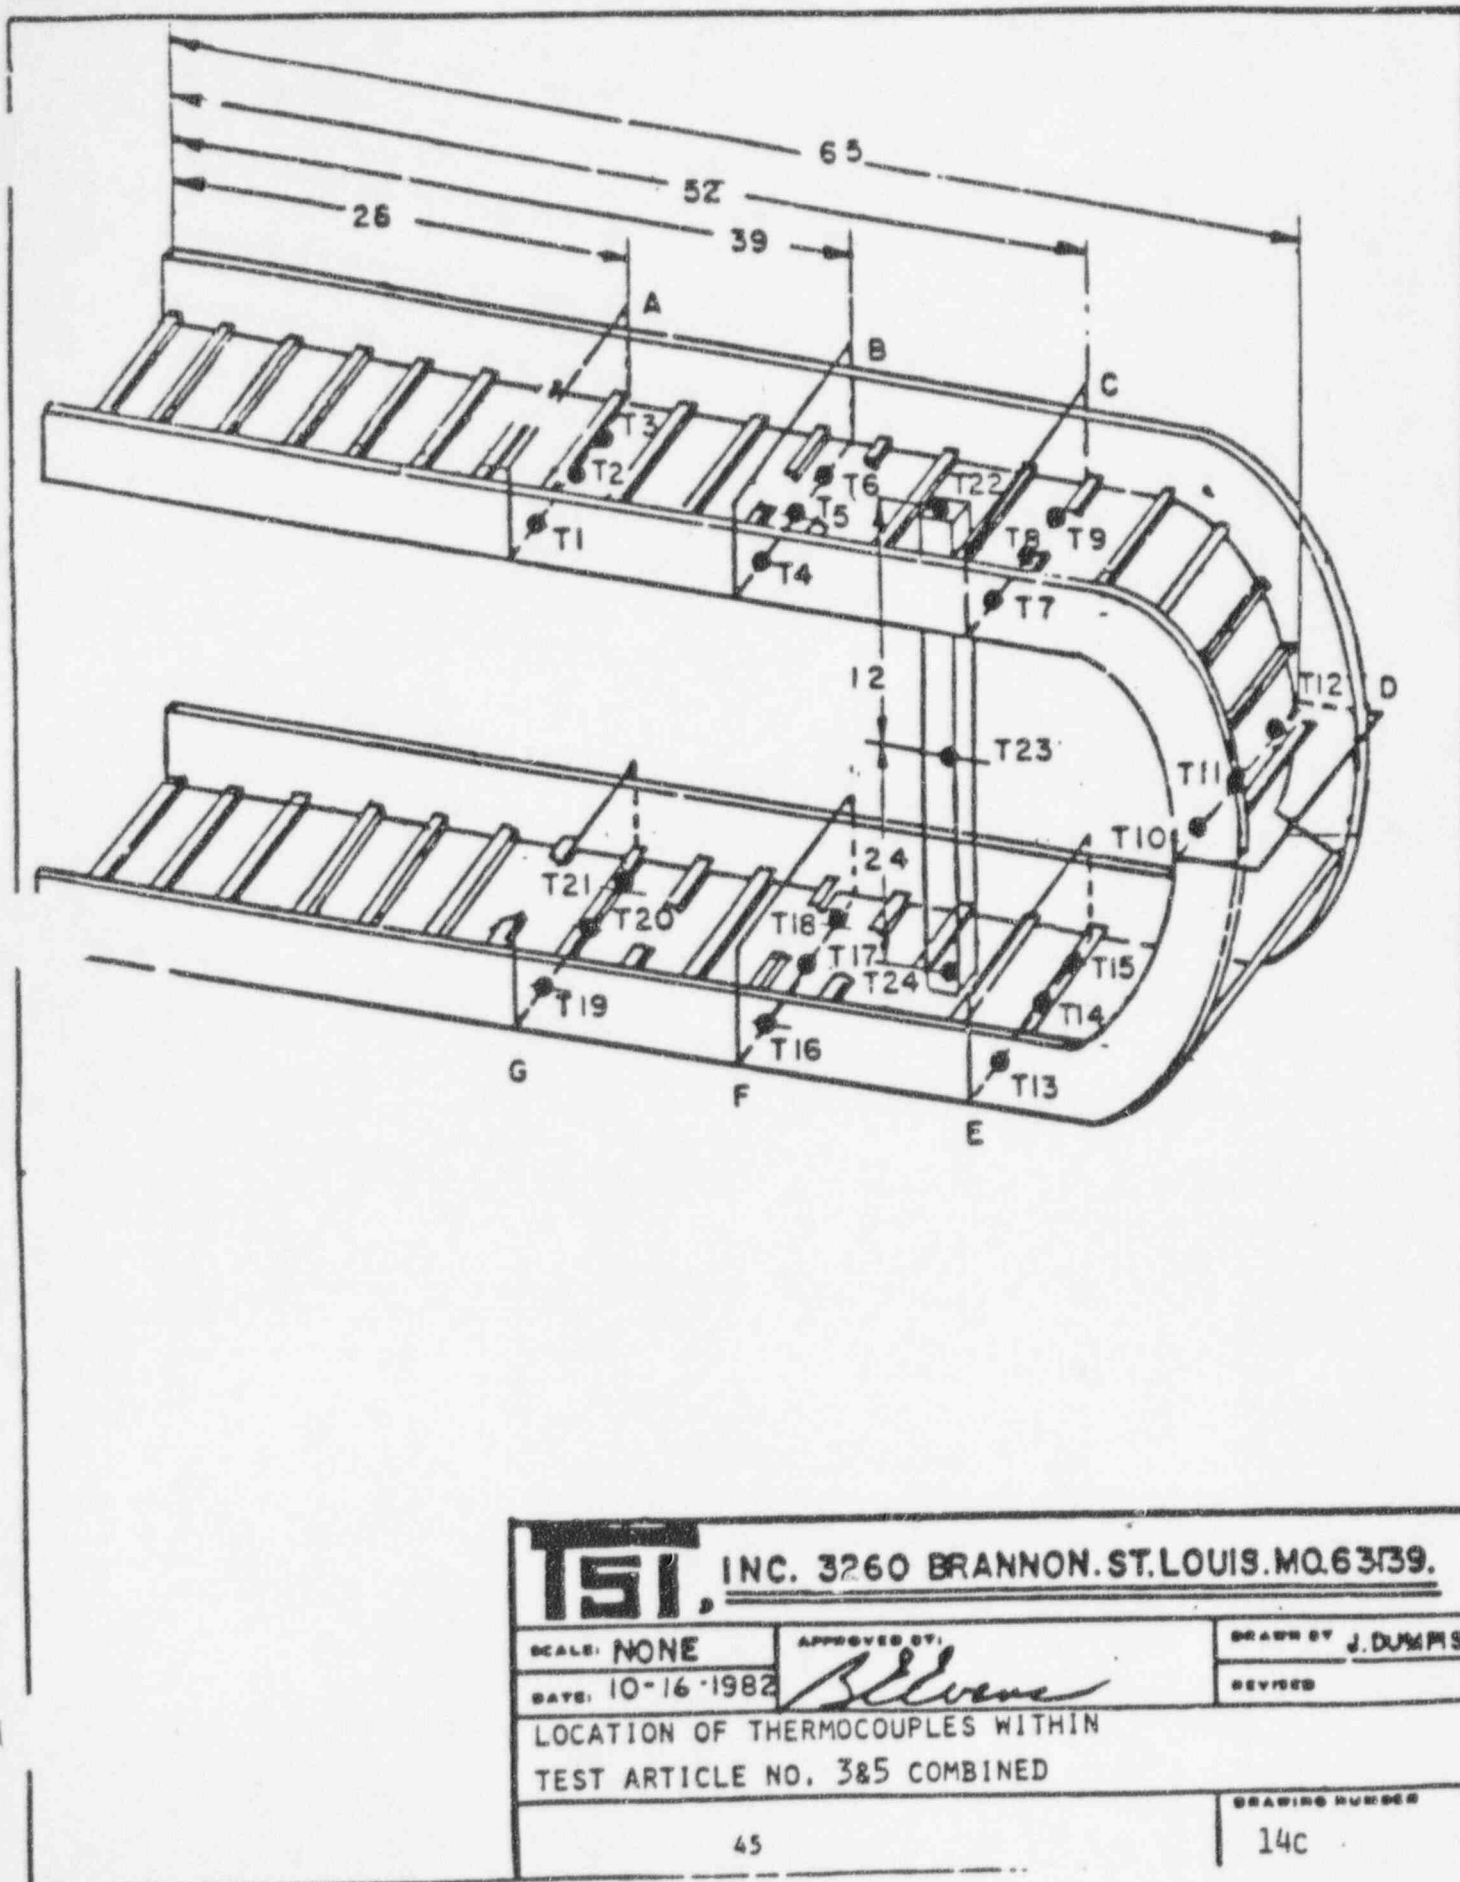 65
52
39
26
A
B
C
T3
T2
T1
T6
T5
T4
T22
T8
T9
T7
12
T12
D
T23
T11
T10
24
T21
T20
T19
T18
T17
T24
T16
T15
T14
T13
G
F
E
TSI, INC. 3260 BRANNON. ST. LOUIS. MO. 63139.
SCALE: NONE
APPROVED BY:
DRAWN BY J.
DATE: 10-16-1982
REVISED
LOCATION OF THERMOCOUPLES WITHIN
TEST ARTICLE NO. 3&5 COMBINED
DRAWING NUMBER
45
14C